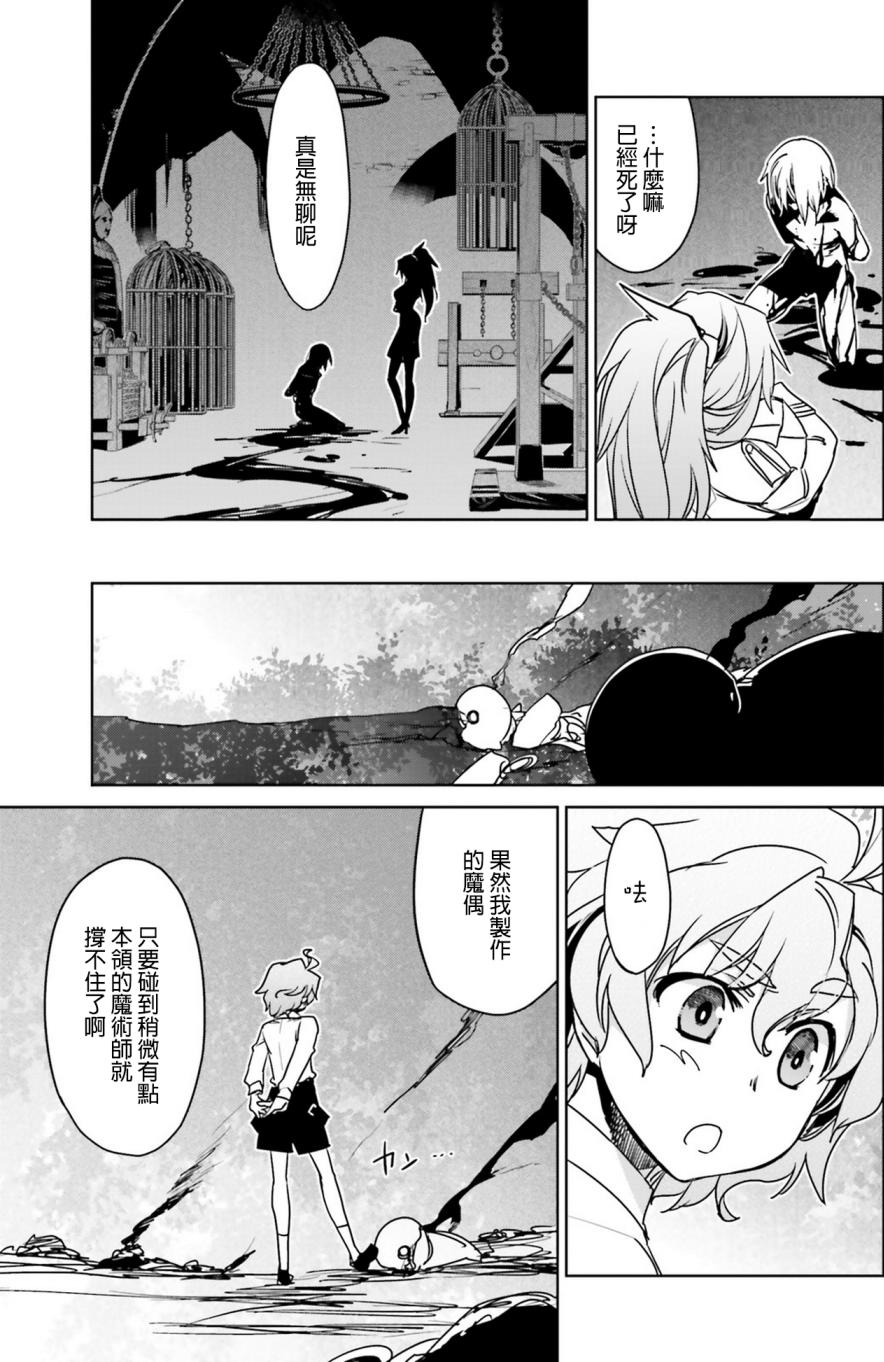 …什麼嘛
已經死了呀
真是無聊呢
呿
果然我製作
的魔偶
只要碰到稍微有點
本領的魔術師就
撐不住了啊
カン…